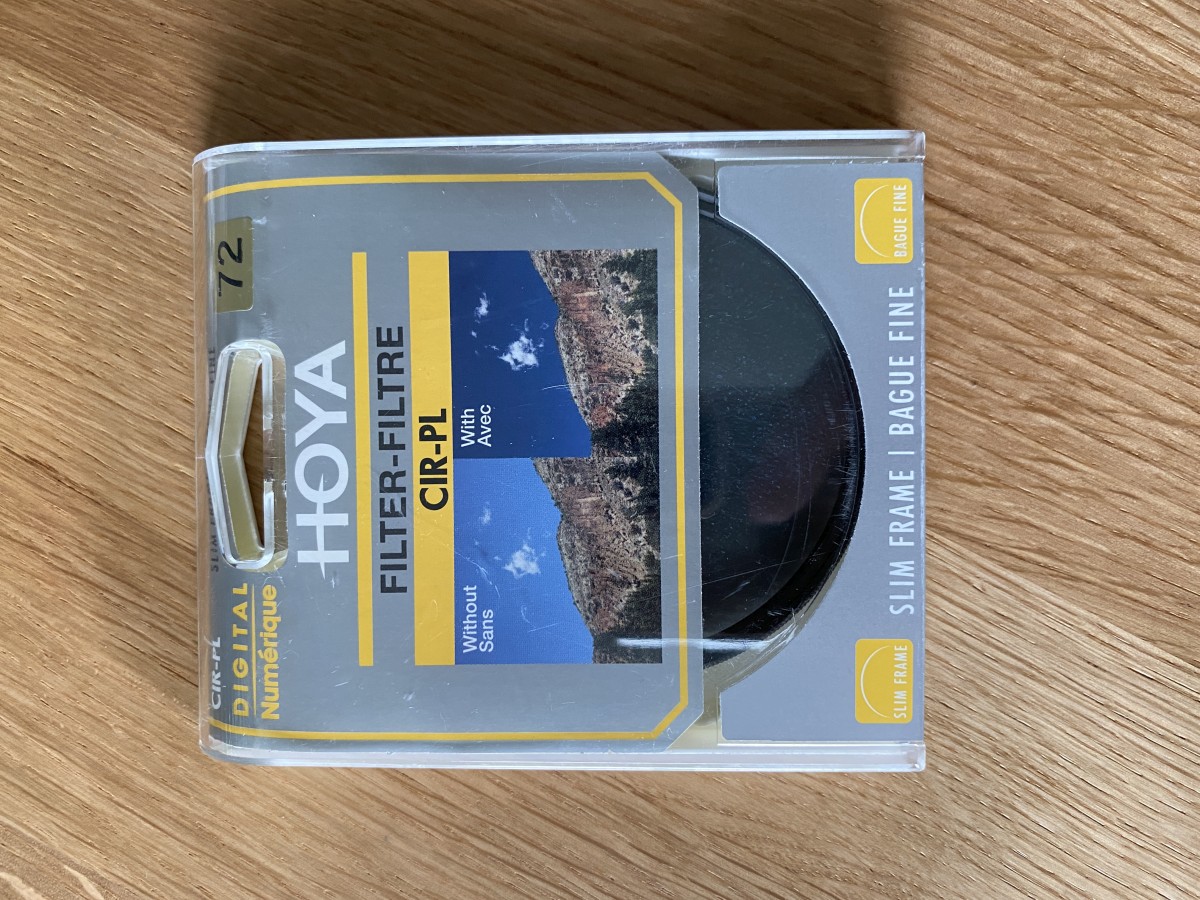 CIR-PL
DIGITAL
Numérique
72
HOYA
FILTER-FILTRE
CIR-PL
Without
Sans
With
Avec
SLIM FRAME
SLIM FRAME | BAGUE FINE
BAGUE FINE